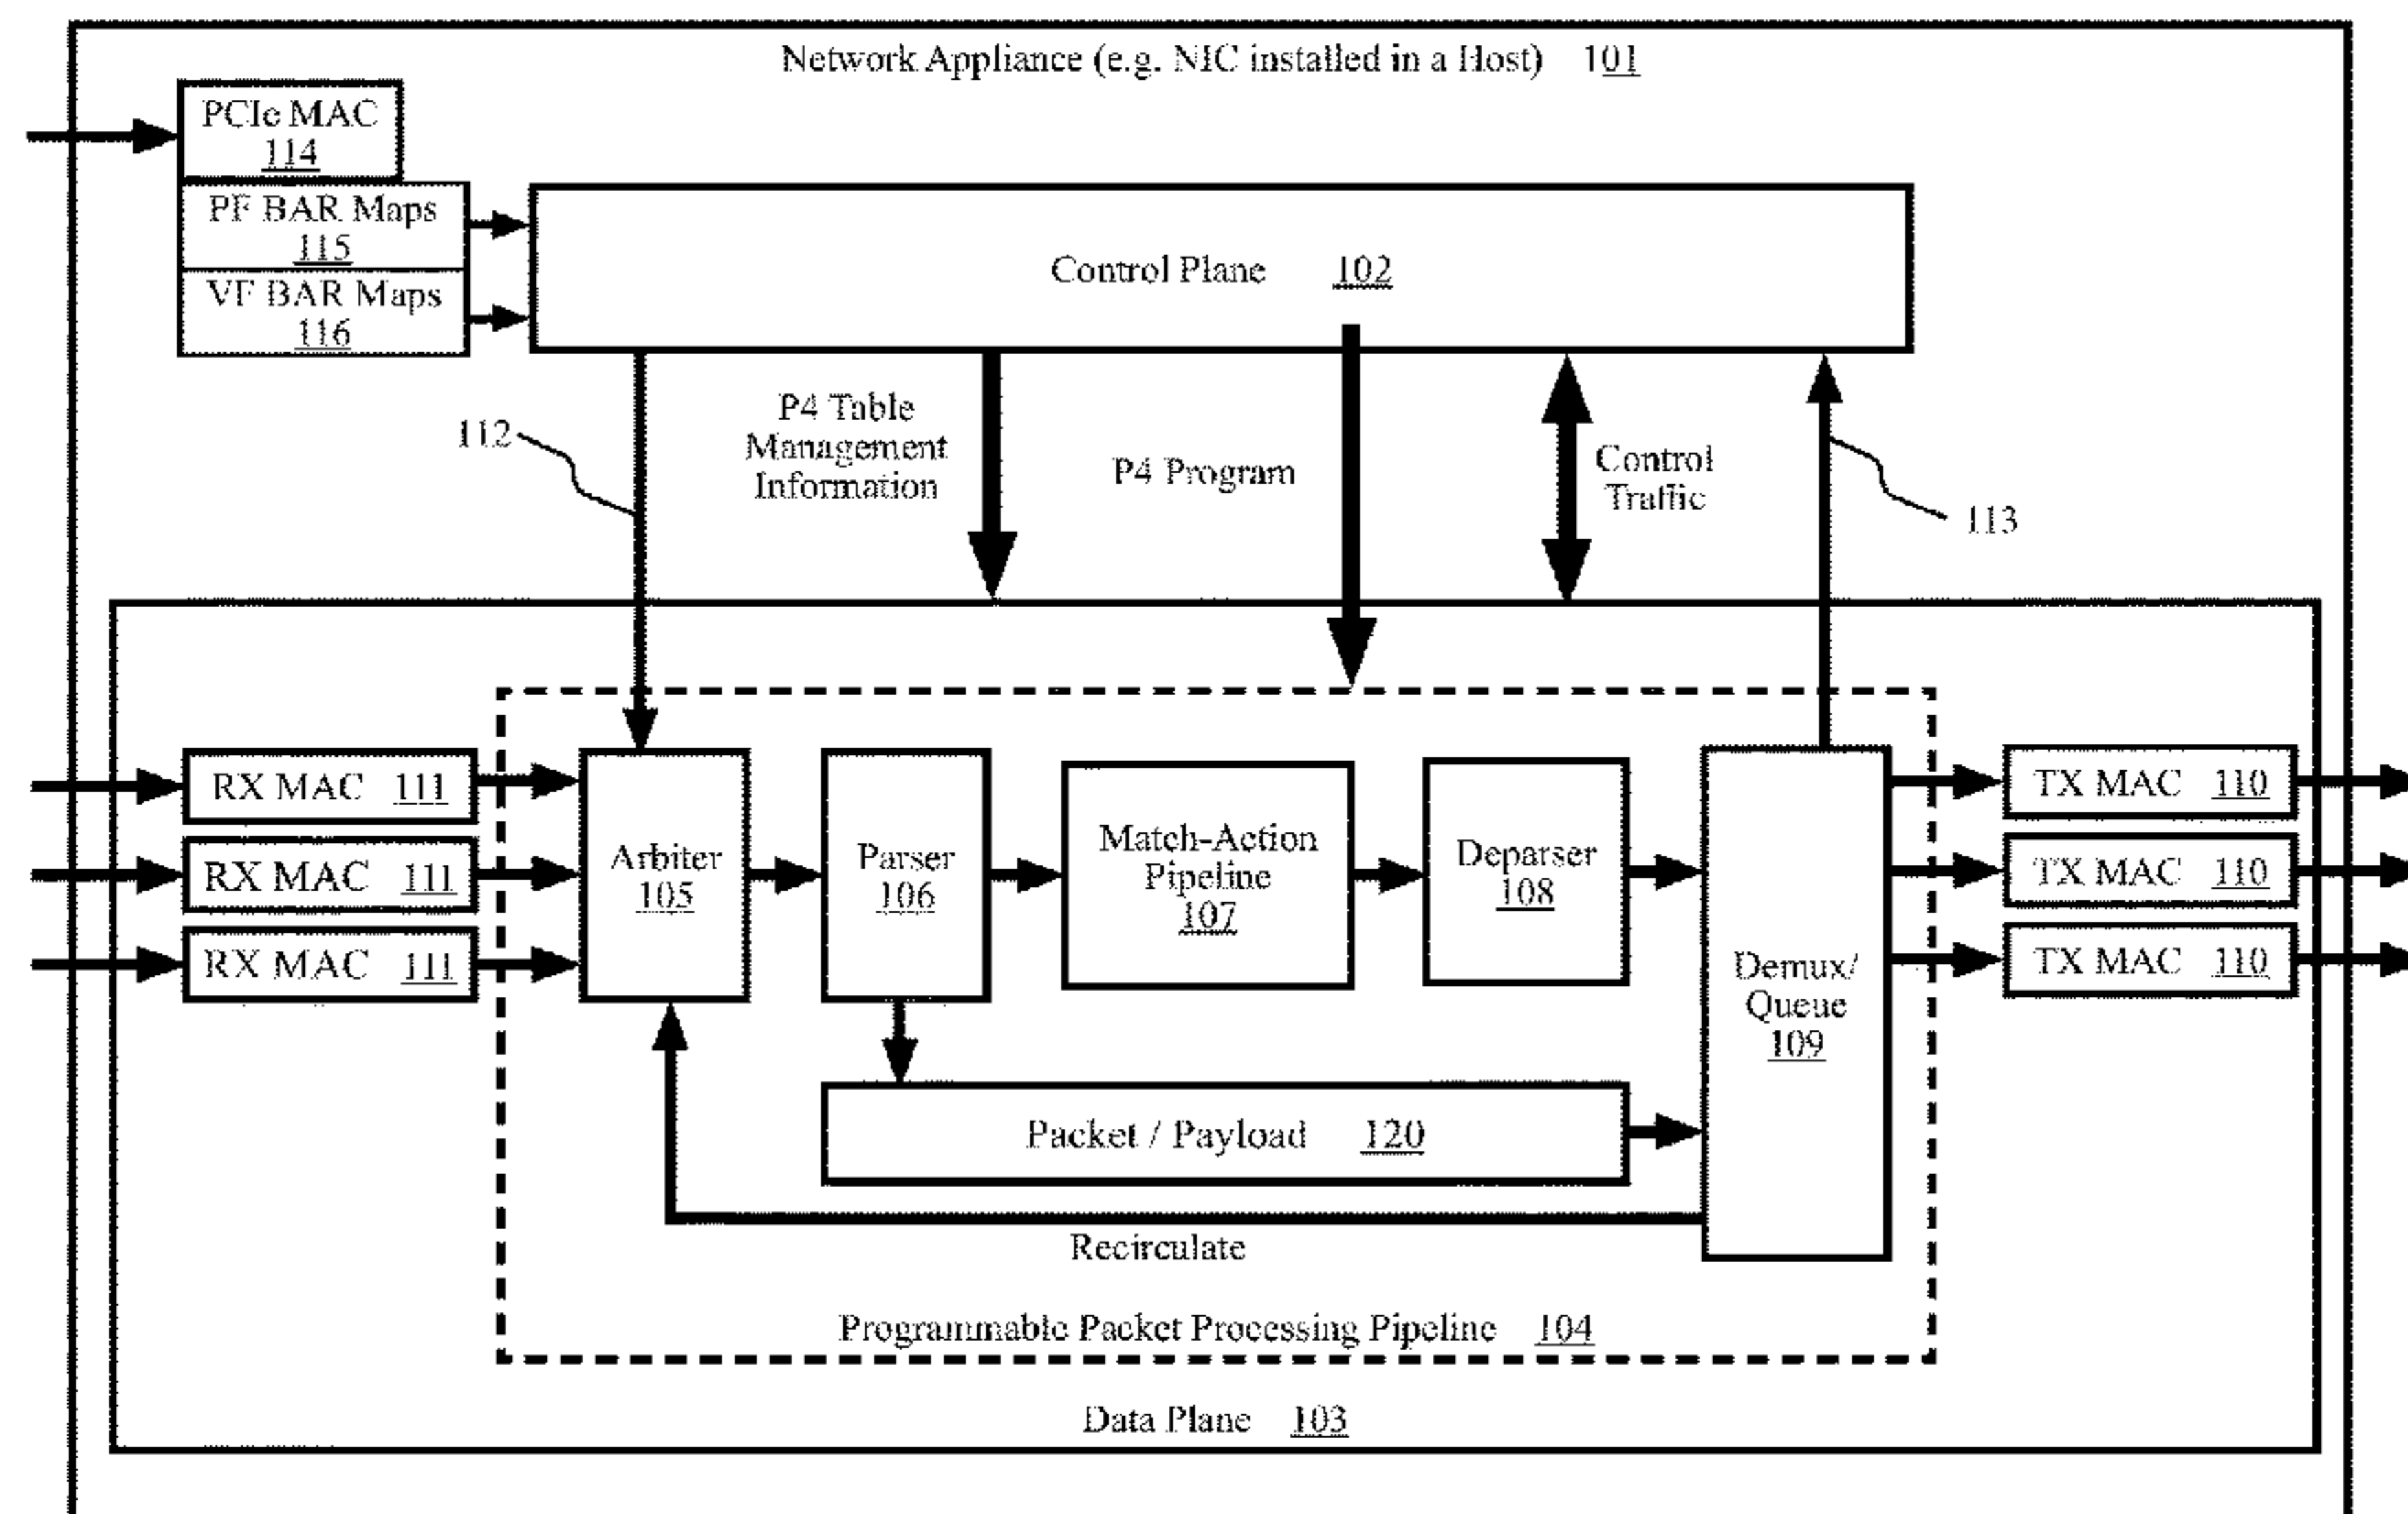 Network Appliance (e.g. NIC installed in a Host) 101
PCIe MAC
114
PF BAR Maps
115
VF BAR Maps
116
Control Plane 102
112
P4 Table
Management
Information
P4 Program
Control
Traffic
113
RX MAC 111
RX MAC 111
RX MAC 111
Arbiter
105
Parser
106
Match-Action
Pipeline
107
Deparser
108
Demux/
Queue
109
TX MAC 110
TX MAC 110
TX MAC 110
Packet / Payload 120
Recirculate
Programmable Packet Processing Pipeline 104
Data Plane 103